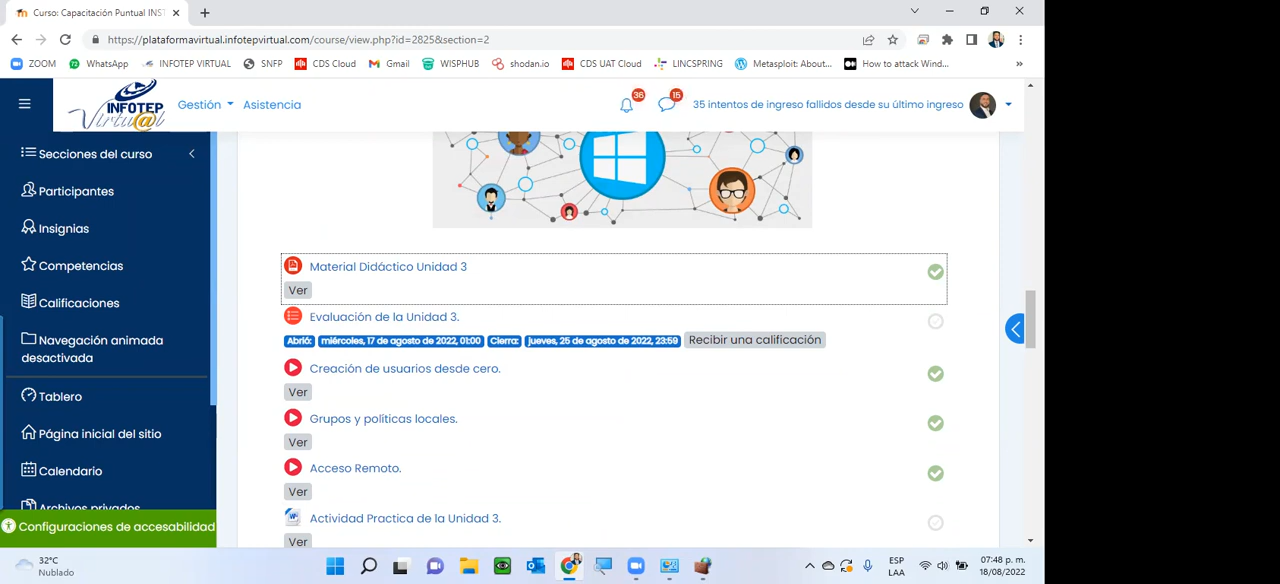 Curso: Capacitación Puntual INST
https://plataformavirtual.infotepvirtual.com/course/view.php?id=2825&section=2
ZOOM WhatsApp INFOTEP VIRTUAL SNFP CDS Cloud Gmail WISPHUB shodan.io CDS UAT Cloud LINCSPRING Metasploit: About... How to attack Wind... »
INFOTEP
Virtu@l
Gestión Asistencia 36 15 35 intentos de ingreso fallidos desde su último ingreso
Secciones del curso
Participantes
Insignias
Competencias
Calificaciones
Navegación animada
desactivada
Tablero
Página inicial del sitio
Calendario
Archivos privados
Configuraciones de accesabilidad
Material Didáctico Unidad 3
Ver
Evaluación de la Unidad 3.
Abrió: miércoles, 17 de agosto de 2022, 01:00 Cierra: jueves, 25 de agosto de 2022, 23:59 Recibir una calificación
Creación de usuarios desde cero.
Ver
Grupos y políticas locales.
Ver
Acceso Remoto.
Ver
Actividad Practica de la Unidad 3.
Ver
32°C
Nublado
ESP
LAA
07:48 p. m.
18/08/2022